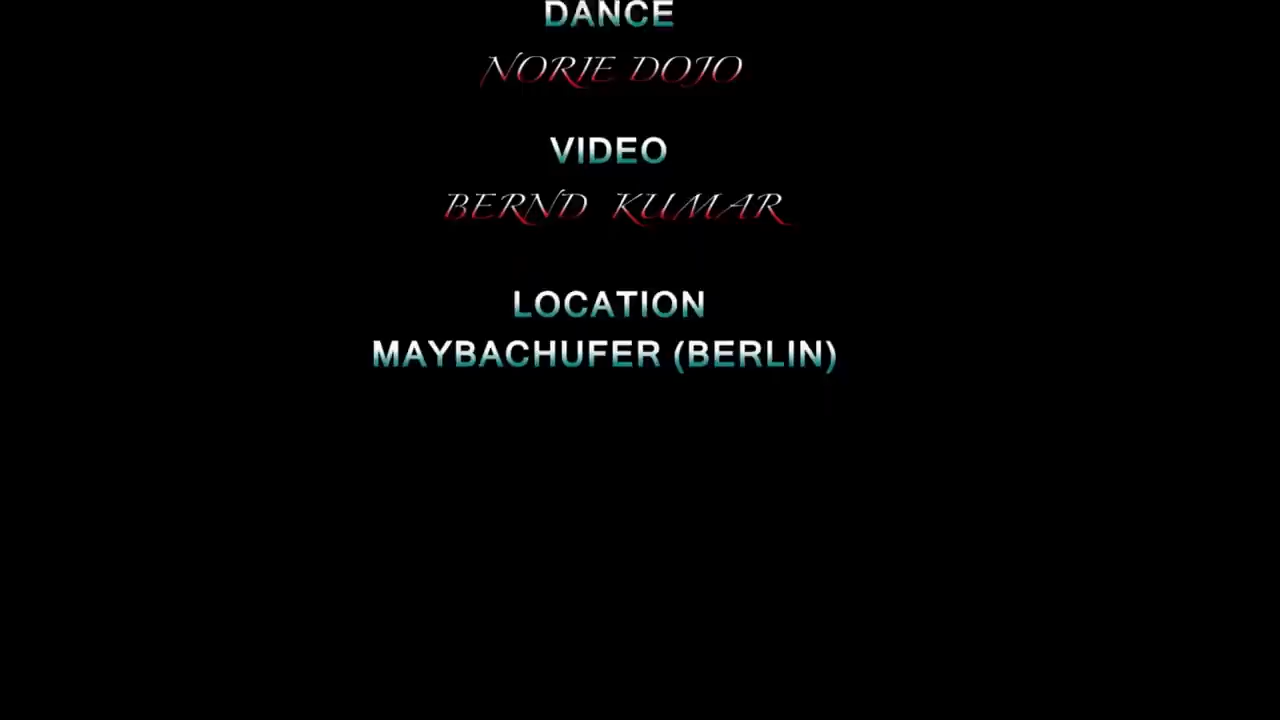 DANCE
NORIE DOJO
VIDEO
BERND KUMAR
LOCATION
MAYBACHUFER (BERLIN)